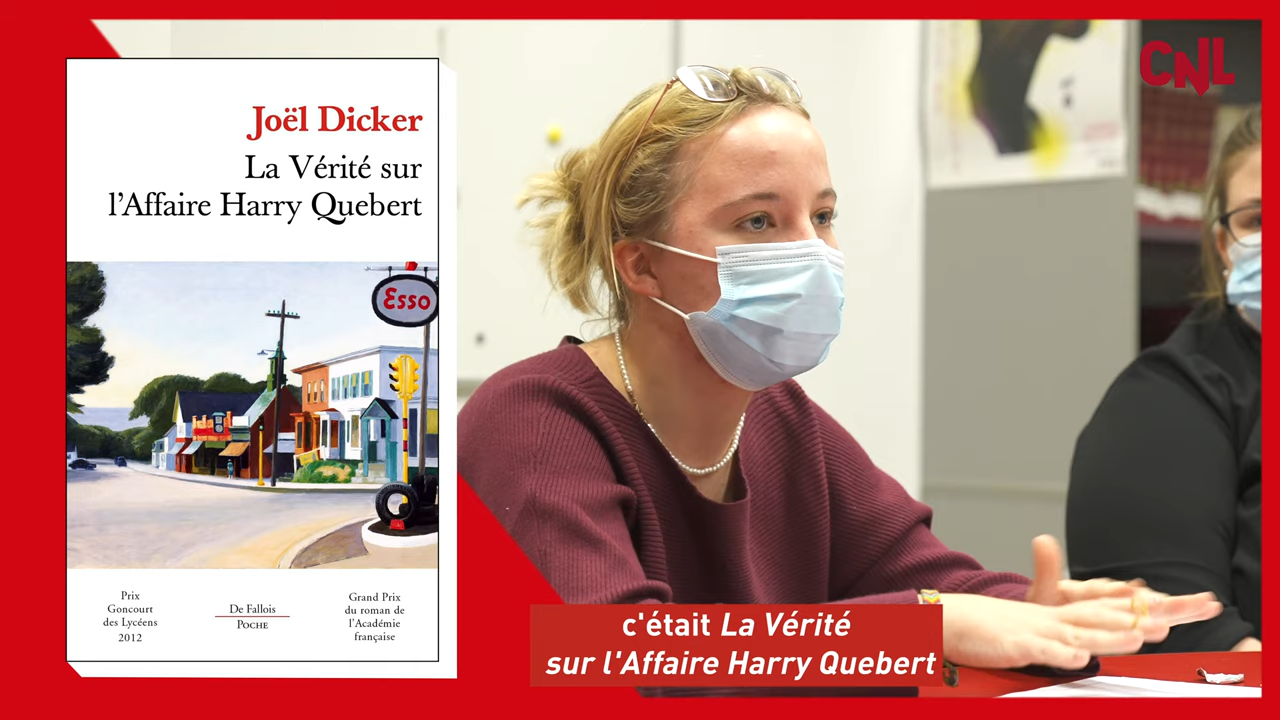 Joël Dicker
La Vérité sur
l'Affaire Harry Quebert
Esso
Prix
Goncourt
des Lycéens
2012
De Fallois
POCHE
Grand Prix
du roman de
l'Académie
française
CNL
c'était La Vérité
sur l'Affaire Harry Quebert